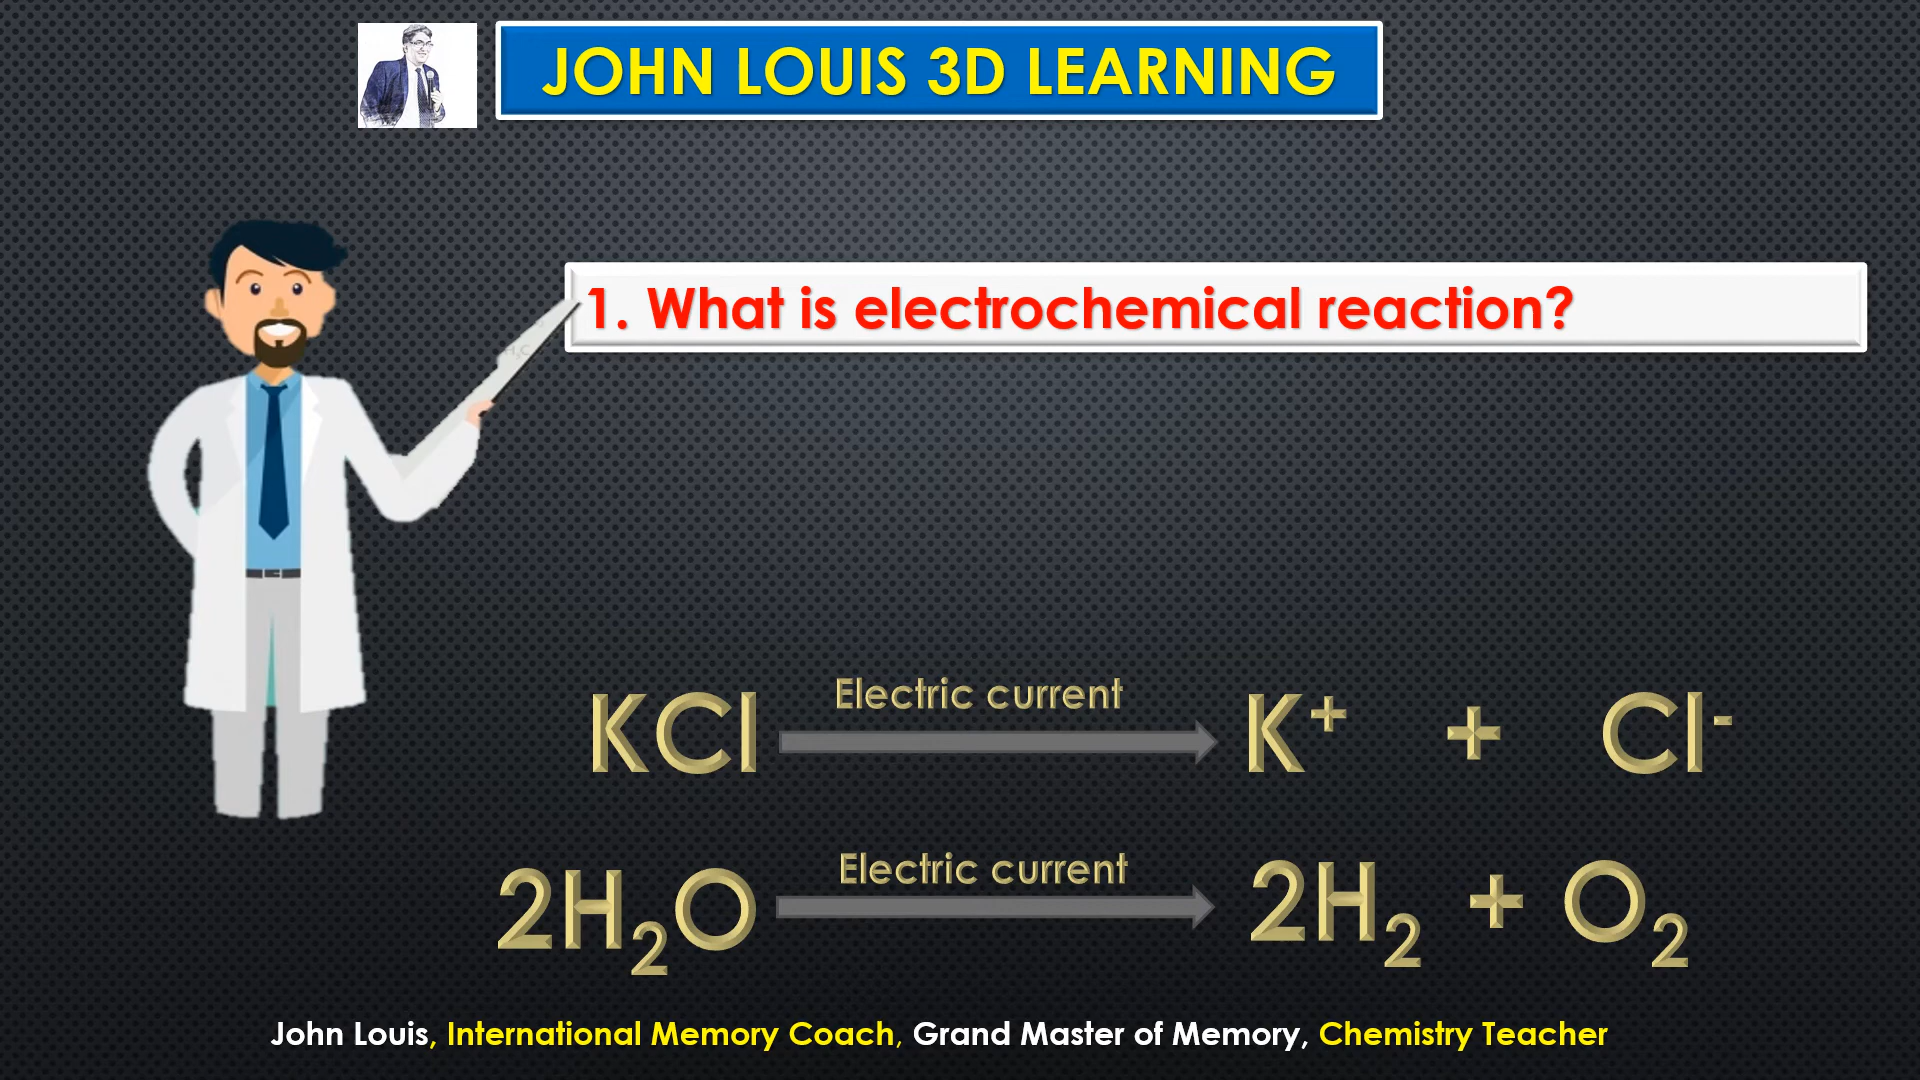 JOHN LOUIS 3D LEARNING
1. What is electrochemical reaction?
H₃C
Electric current
KCl K⁺ + Cl⁻
Electric current
2H₂O 2H₂ + O₂
John Louis, International Memory Coach, Grand Master of Memory, Chemistry Teacher